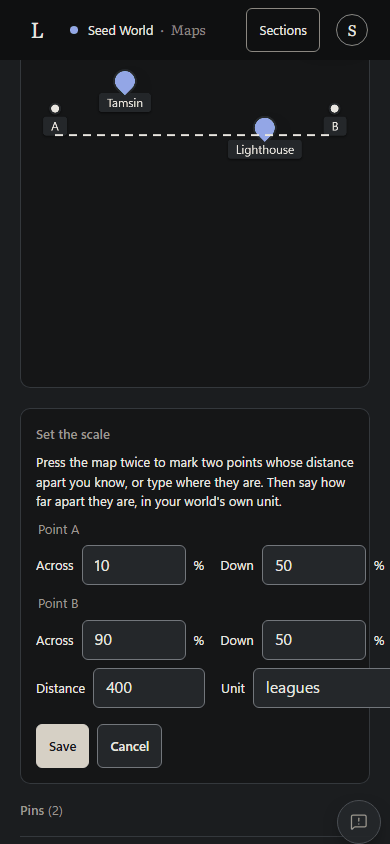 L Seed World · Maps Sections S
Tamsin
A B
Lighthouse
Set the scale
Press the map twice to mark two points whose distance
apart you know, or type where they are. Then say how
far apart they are, in your world's own unit.
Point A
Across 10 % Down 50 %
Point B
Across 90 % Down 50 %
Distance 400 Unit leagues
Save Cancel
Pins (2)